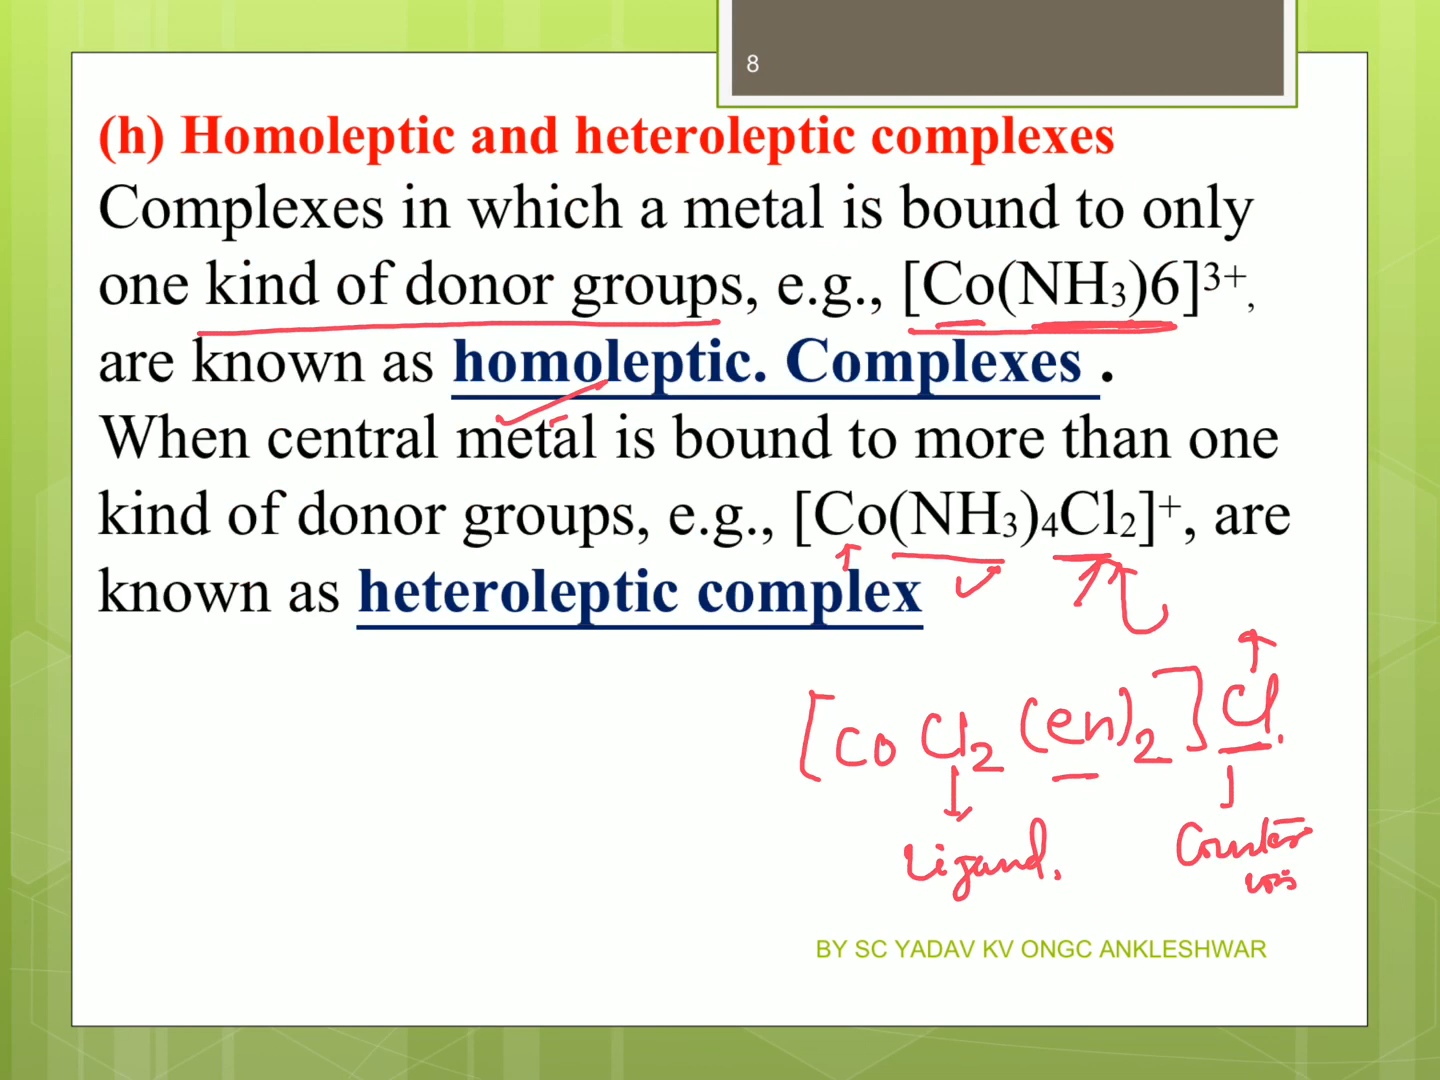 8
(h) Homoleptic and heteroleptic complexes
Complexes in which a metal is bound to only
one kind of donor groups, e.g., [Co(NH₃)6]³⁺,
are known as homoleptic. Complexes .
When central metal is bound to more than one
kind of donor groups, e.g., [Co(NH₃)₄Cl₂]⁺, are
known as heteroleptic complex
[Co Cl₂ (en)₂] Cl.
Ligand.
Counter
BY SC YADAV KV ONGC ANKLESHWAR